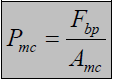 P_mc = F_bp / A_mc